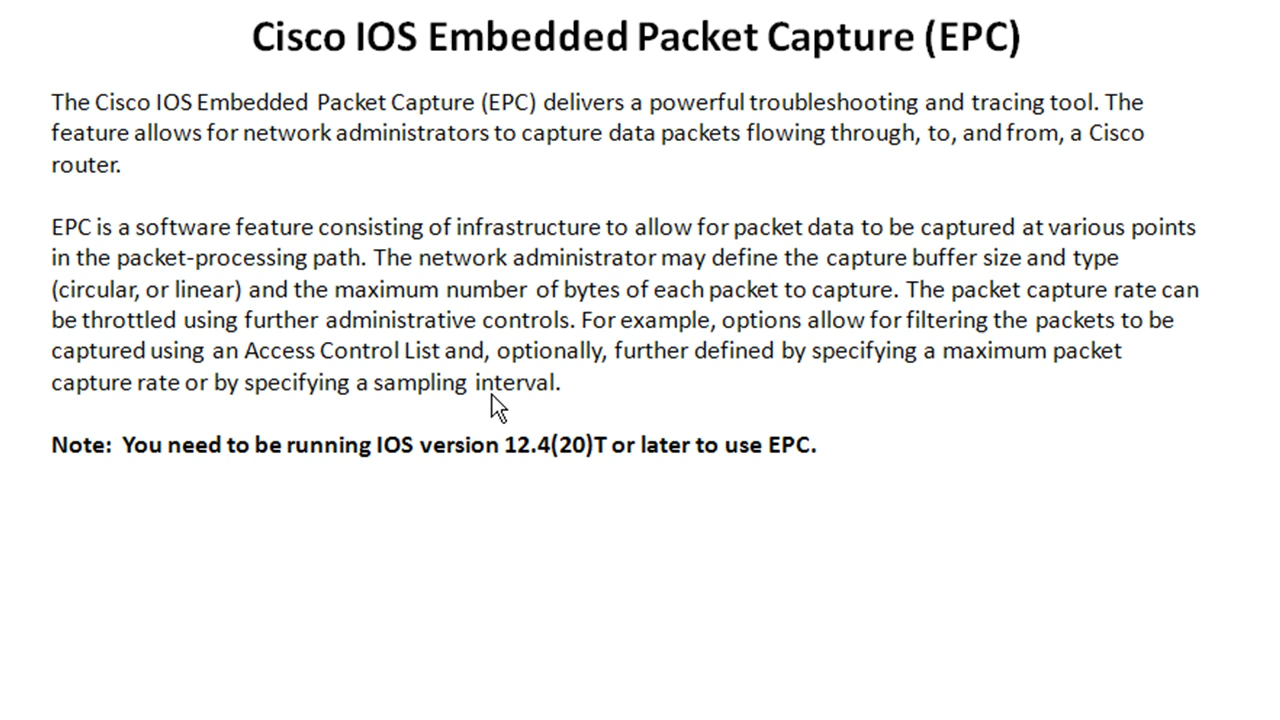 Cisco IOS Embedded Packet Capture (EPC)
The Cisco IOS Embedded Packet Capture (EPC) delivers a powerful troubleshooting and tracing tool. The
feature allows for network administrators to capture data packets flowing through, to, and from, a Cisco
router.
EPC is a software feature consisting of infrastructure to allow for packet data to be captured at various points
in the packet-processing path. The network administrator may define the capture buffer size and type
(circular, or linear) and the maximum number of bytes of each packet to capture. The packet capture rate can
be throttled using further administrative controls. For example, options allow for filtering the packets to be
captured using an Access Control List and, optionally, further defined by specifying a maximum packet
capture rate or by specifying a sampling interval.
Note: You need to be running IOS version 12.4(20)T or later to use EPC.